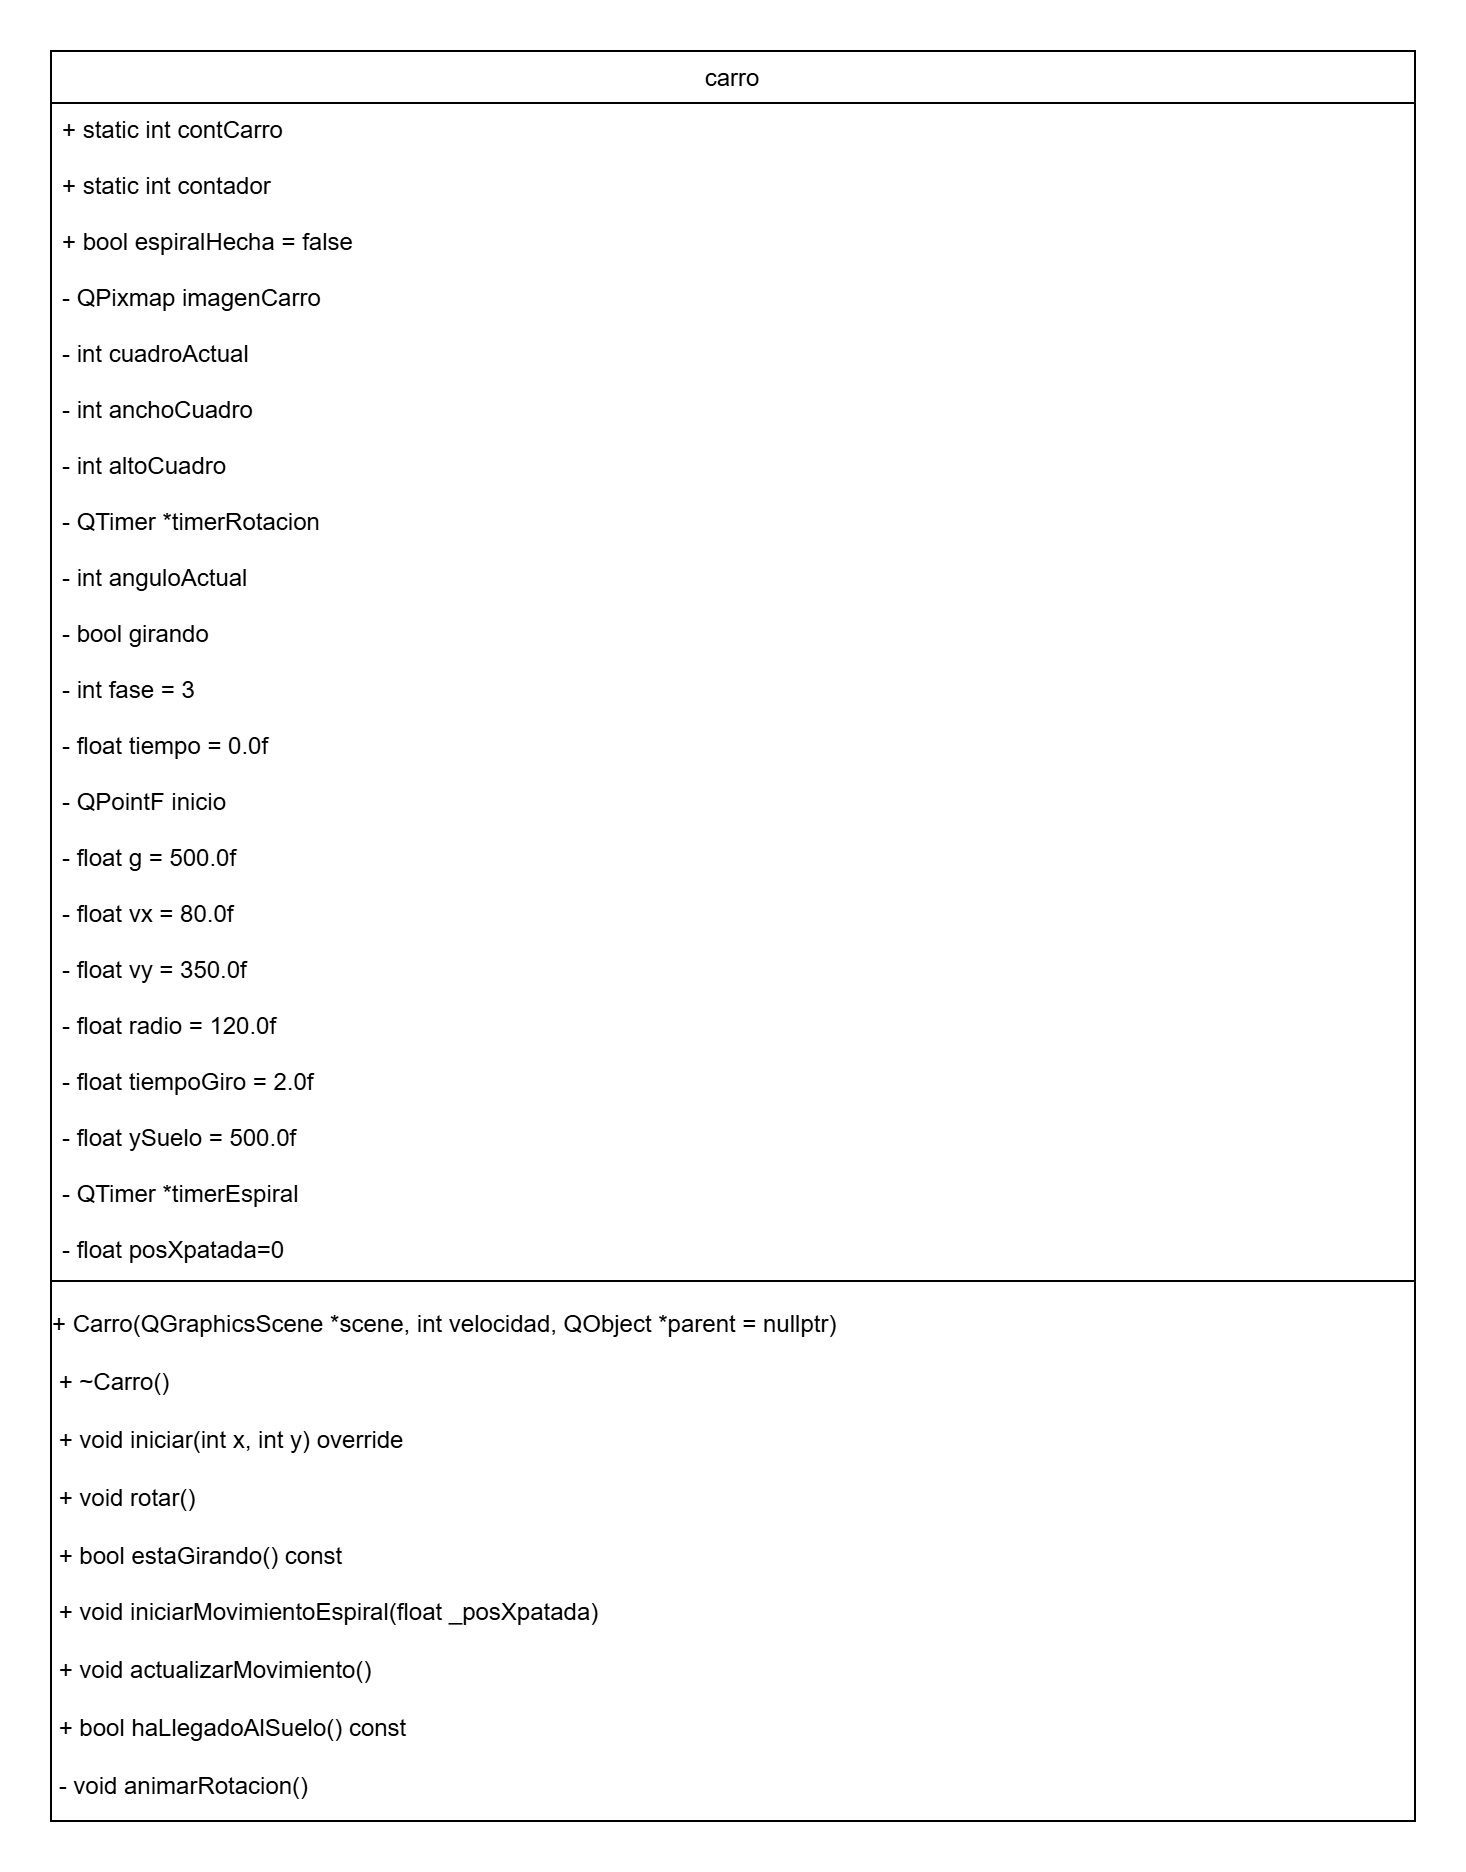 carro
+ static int contCarro
+ static int contador
+ bool espiralHecha = false
- QPixmap imagenCarro
- int cuadroActual
- int anchoCuadro
- int altoCuadro
- QTimer *timerRotacion
- int anguloActual
- bool girando
- int fase = 3
- float tiempo = 0.0f
- QPointF inicio
- float g = 500.0f
- float vx = 80.0f
- float vy = 350.0f
- float radio = 120.0f
- float tiempoGiro = 2.0f
- float ySuelo = 500.0f
- QTimer *timerEspiral
- float posXpatada=0
+ Carro(QGraphicsScene *scene, int velocidad, QObject *parent = nullptr)
+ ~Carro()
+ void iniciar(int x, int y) override
+ void rotar()
+ bool estaGirando() const
+ void iniciarMovimientoEspiral(float _posXpatada)
+ void actualizarMovimiento()
+ bool haLlegadoAlSuelo() const
- void animarRotacion()